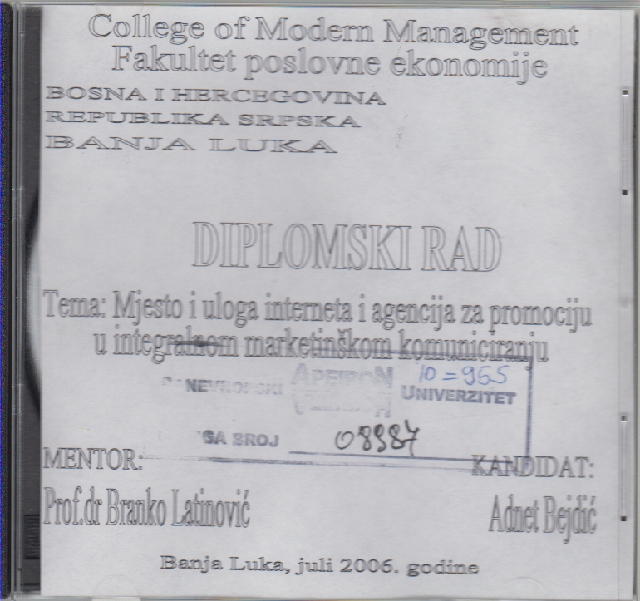 College of Modern Management
Fakultet poslovne ekonomije
BOSNA I HERCEGOVINA
REPUBLIKA SRPSKA
BANJA LUKA
DIPLOMSKI RAD
Tema: Mjesto i uloga interneta i agencija za promociju
u integralnom marketinškom komuniciranju
APEIRON
10=965
UNIVERZITET
BROJ
08987
MENTOR:
KANDIDAT:
Prof.dr Branko Latinović
Adnet Bejdić
Banja Luka, juli 2006. godine